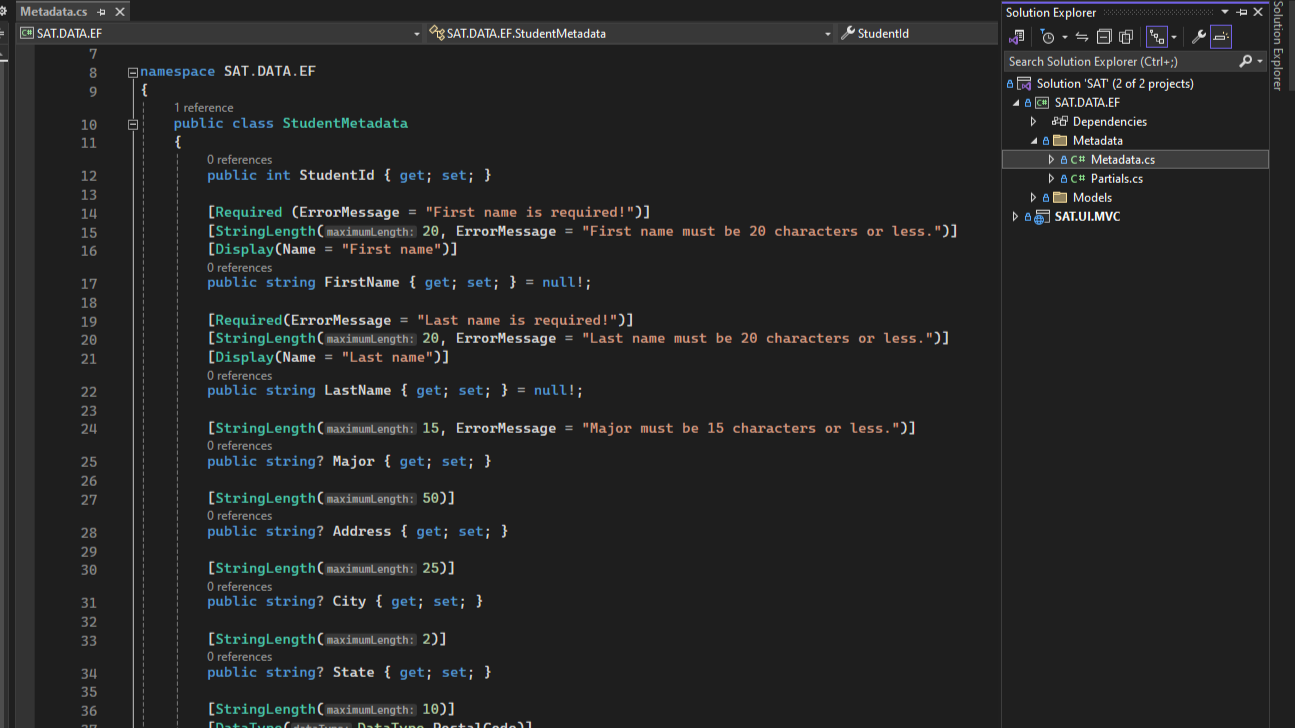 Metadata.cs
SAT.DATA.EF
SAT.DATA.EF.StudentMetadata
StudentId
7
8 namespace SAT.DATA.EF
9 {
1 reference
10 public class StudentMetadata
11 {
0 references
12 public int StudentId { get; set; }
13
14 [Required (ErrorMessage = "First name is required!")]
15 [StringLength(maximumLength: 20, ErrorMessage = "First name must be 20 characters or less.")]
16 [Display(Name = "First name")]
0 references
17 public string FirstName { get; set; } = null!;
18
19 [Required(ErrorMessage = "Last name is required!")]
20 [StringLength(maximumLength: 20, ErrorMessage = "Last name must be 20 characters or less.")]
21 [Display(Name = "Last name")]
0 references
22 public string LastName { get; set; } = null!;
23
24 [StringLength(maximumLength: 15, ErrorMessage = "Major must be 15 characters or less.")]
0 references
25 public string? Major { get; set; }
26
27 [StringLength(maximumLength: 50)]
0 references
28 public string? Address { get; set; }
29
30 [StringLength(maximumLength: 25)]
0 references
31 public string? City { get; set; }
32
33 [StringLength(maximumLength: 2)]
0 references
34 public string? State { get; set; }
35
36 [StringLength(maximumLength: 10)]
37 [DataType(dataType: DataType.PostalCode)]
Solution Explorer
Search Solution Explorer (Ctrl+;)
Solution 'SAT' (2 of 2 projects)
C# SAT.DATA.EF
Dependencies
Metadata
C# Metadata.cs
C# Partials.cs
Models
SAT.UI.MVC
Solution Explorer